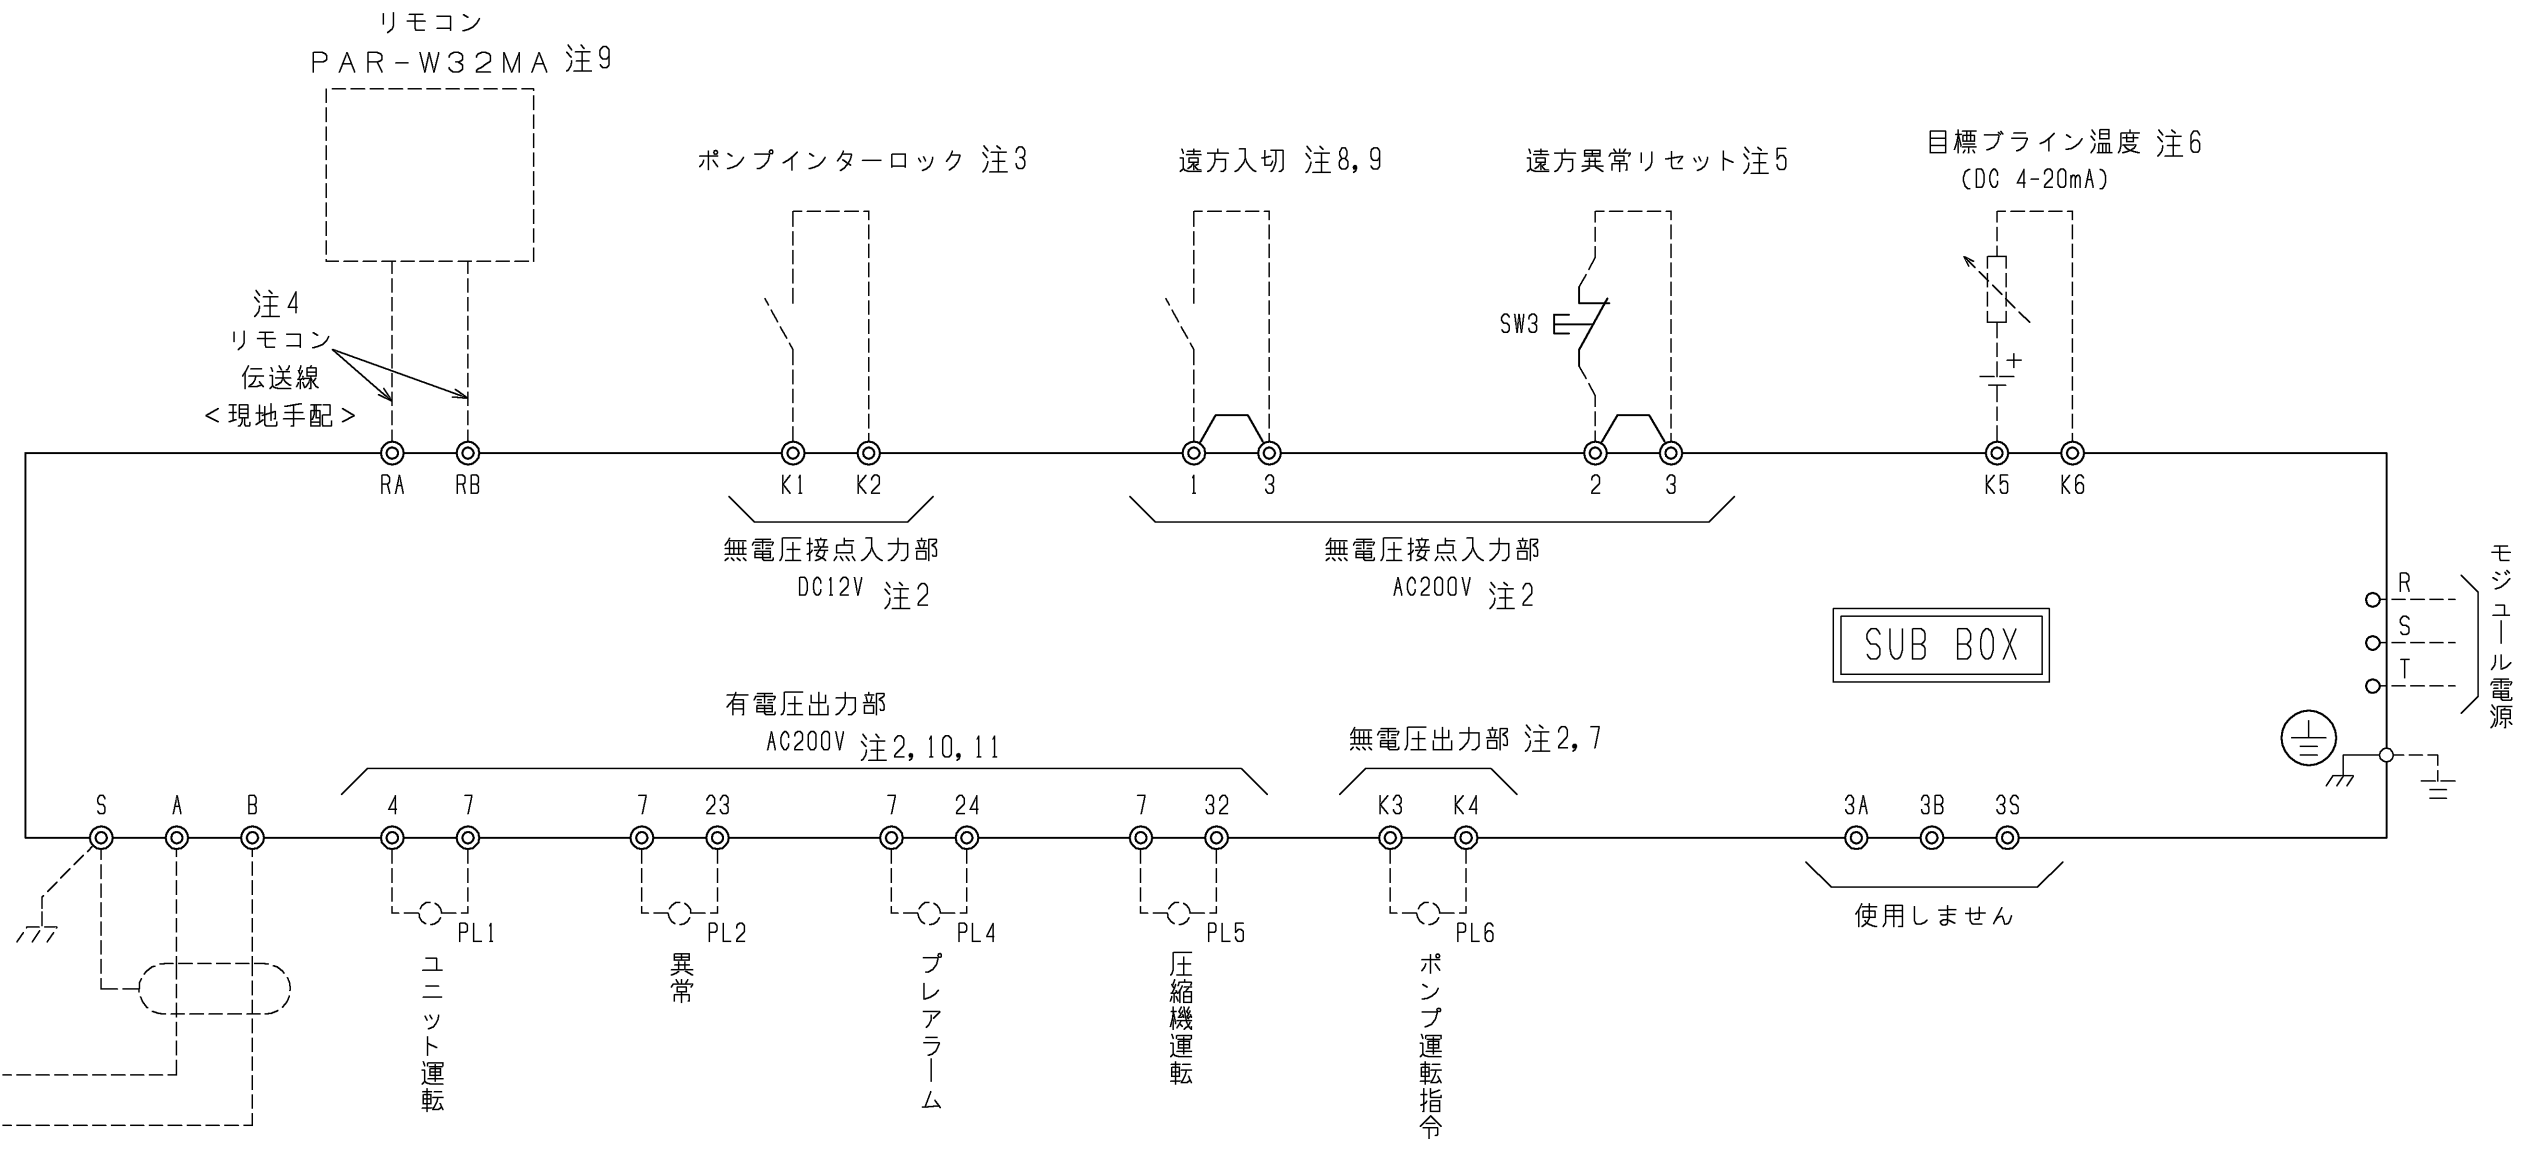 リモコン
PAR-W32MA 注9
ポンプインターロック 注3
遠方入切 注8,9
遠方異常リセット注5
目標ブライン温度 注6
(DC 4-20mA)
注4
リモコン
伝送線
<現地手配>
SW3
+
RA RB K1 K2 1 3 2 3 K5 K6
無電圧接点入力部
DC12V 注2
無電圧接点入力部
AC200V 注2
R
S
T
モジュール電源
SUB BOX
有電圧出力部
AC200V 注2,10,11
無電圧出力部 注2,7
S A B 4 7 7 23 7 24 7 32 K3 K4 3A 3B 3S
使用しません
PL1 PL2 PL4 PL5 PL6
ユニット運転
異常
プレアラーム
圧縮機運転
ポンプ運転指令